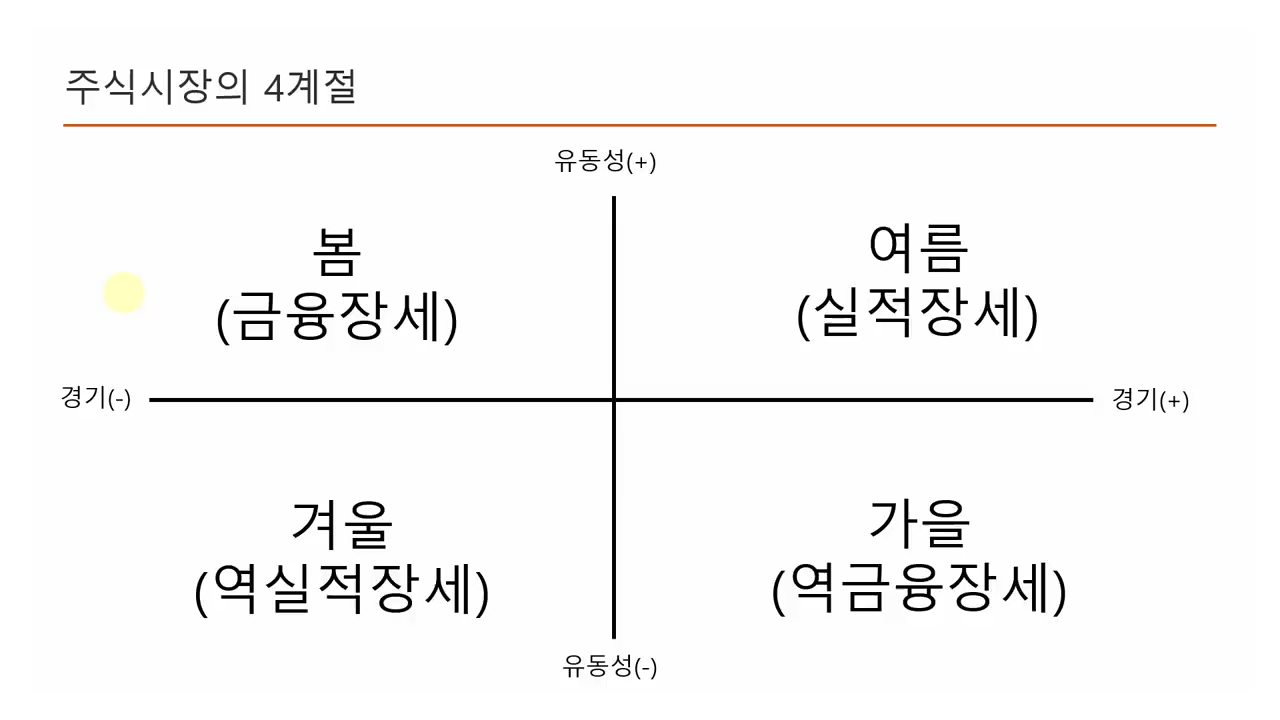 주식시장의 4계절
유동성(+)
봄
(금융장세)
여름
(실적장세)
경기(-)
경기(+)
겨울
(역실적장세)
가을
(역금융장세)
유동성(-)